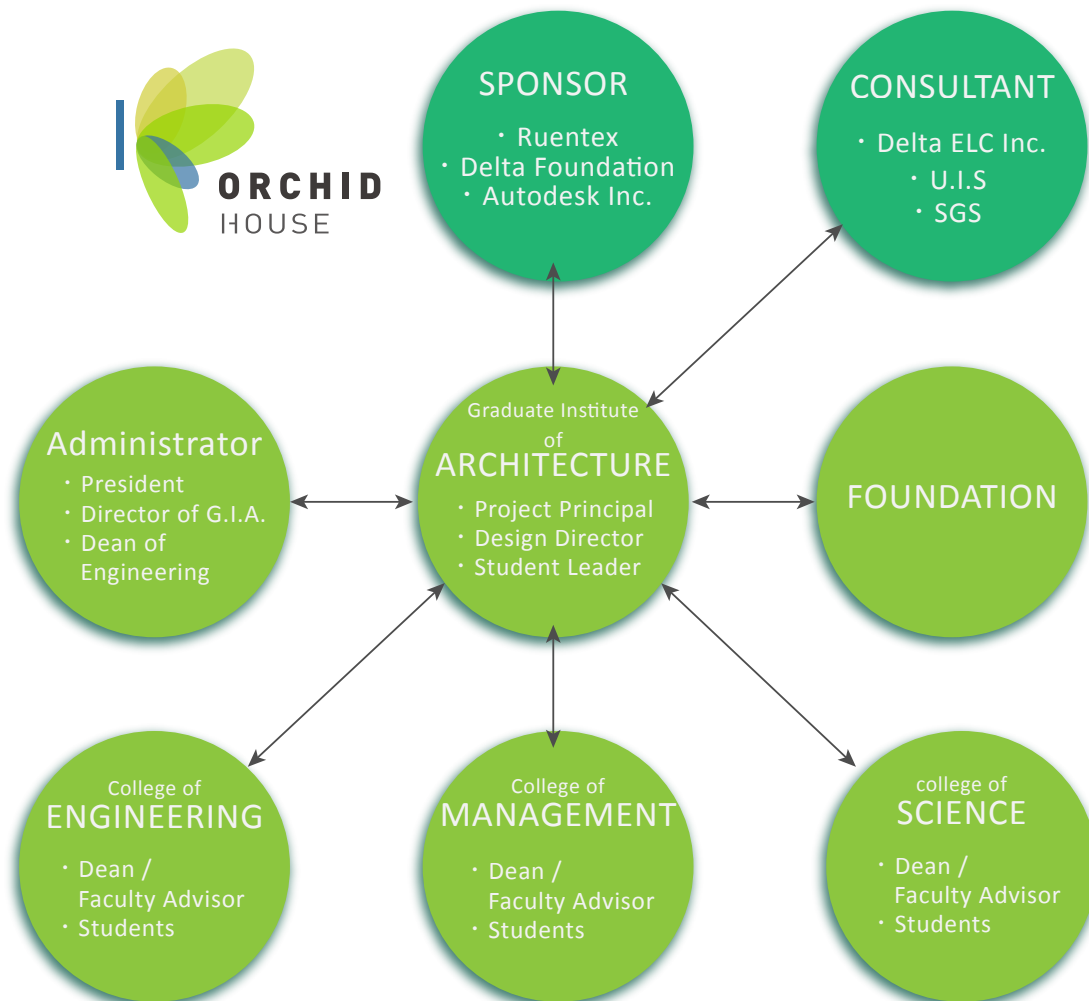 ORCHID
HOUSE
SPONSOR
· Ruentex
· Delta Foundation
· Autodesk Inc.
CONSULTANT
· Delta ELC Inc.
· U.I.S
· SGS
Administrator
· President
· Director of G.I.A.
· Dean of
Engineering
Graduate Institute
of
ARCHITECTURE
· Project Principal
· Design Director
· Student Leader
FOUNDATION
College of
ENGINEERING
· Dean /
Faculty Advisor
· Students
College of
MANAGEMENT
· Dean /
Faculty Advisor
· Students
college of
SCIENCE
· Dean /
Faculty Advisor
· Students